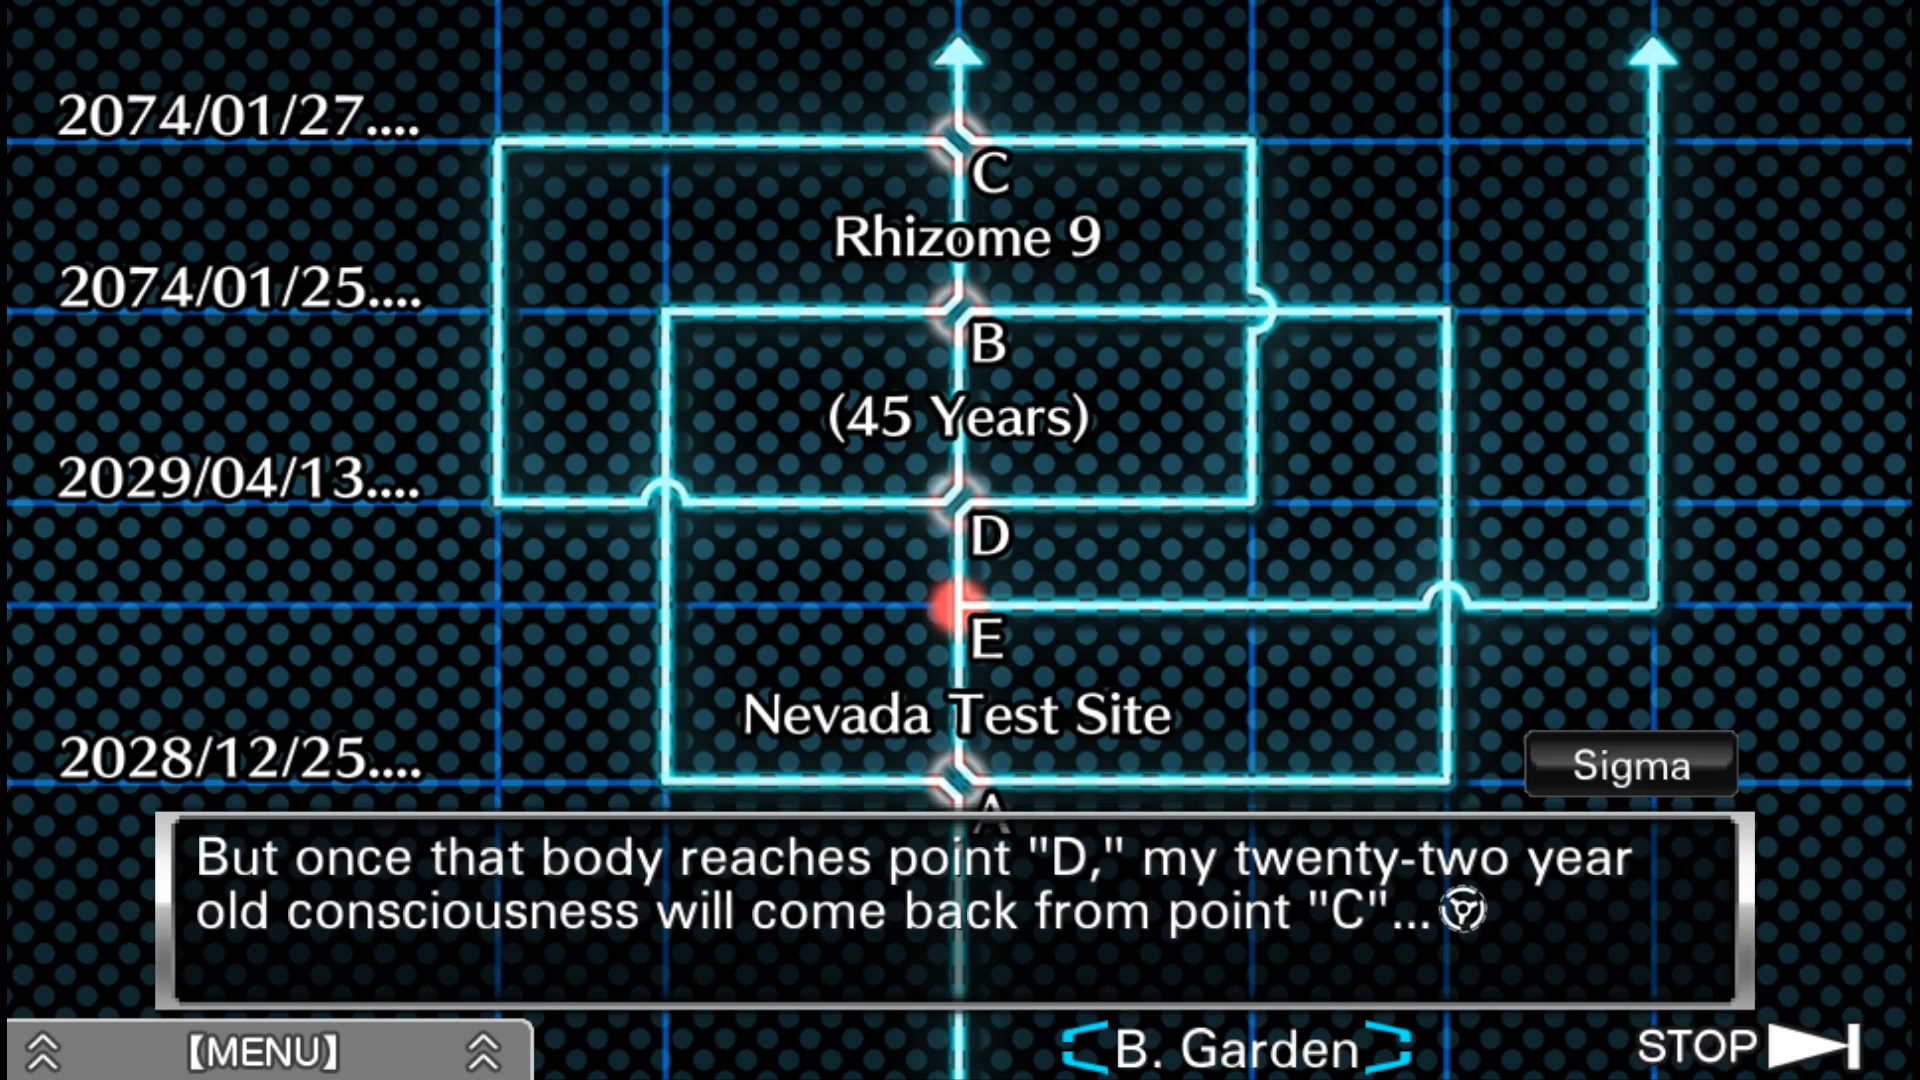 2074/01/27....
C
Rhizome 9
2074/01/25....
B
(45 Years)
2029/04/13....
D
E
Nevada Test Site
2028/12/25....
A
Sigma
But once that body reaches point "D," my twenty-two year
old consciousness will come back from point "C"...
【MENU】
B. Garden
STOP